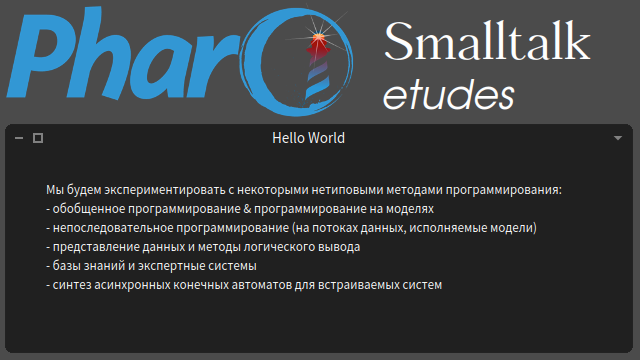 Pharo
Smalltalk
etudes
Hello World
Мы будем экспериментировать с некоторыми нетиповыми методами программирования:
- обобщенное программирование & программирование на моделях
- непоследовательное программирование (на потоках данных, исполняемые модели)
- представление данных и методы логического вывода
- базы знаний и экспертные системы
- синтез асинхронных конечных автоматов для встраиваемых систем